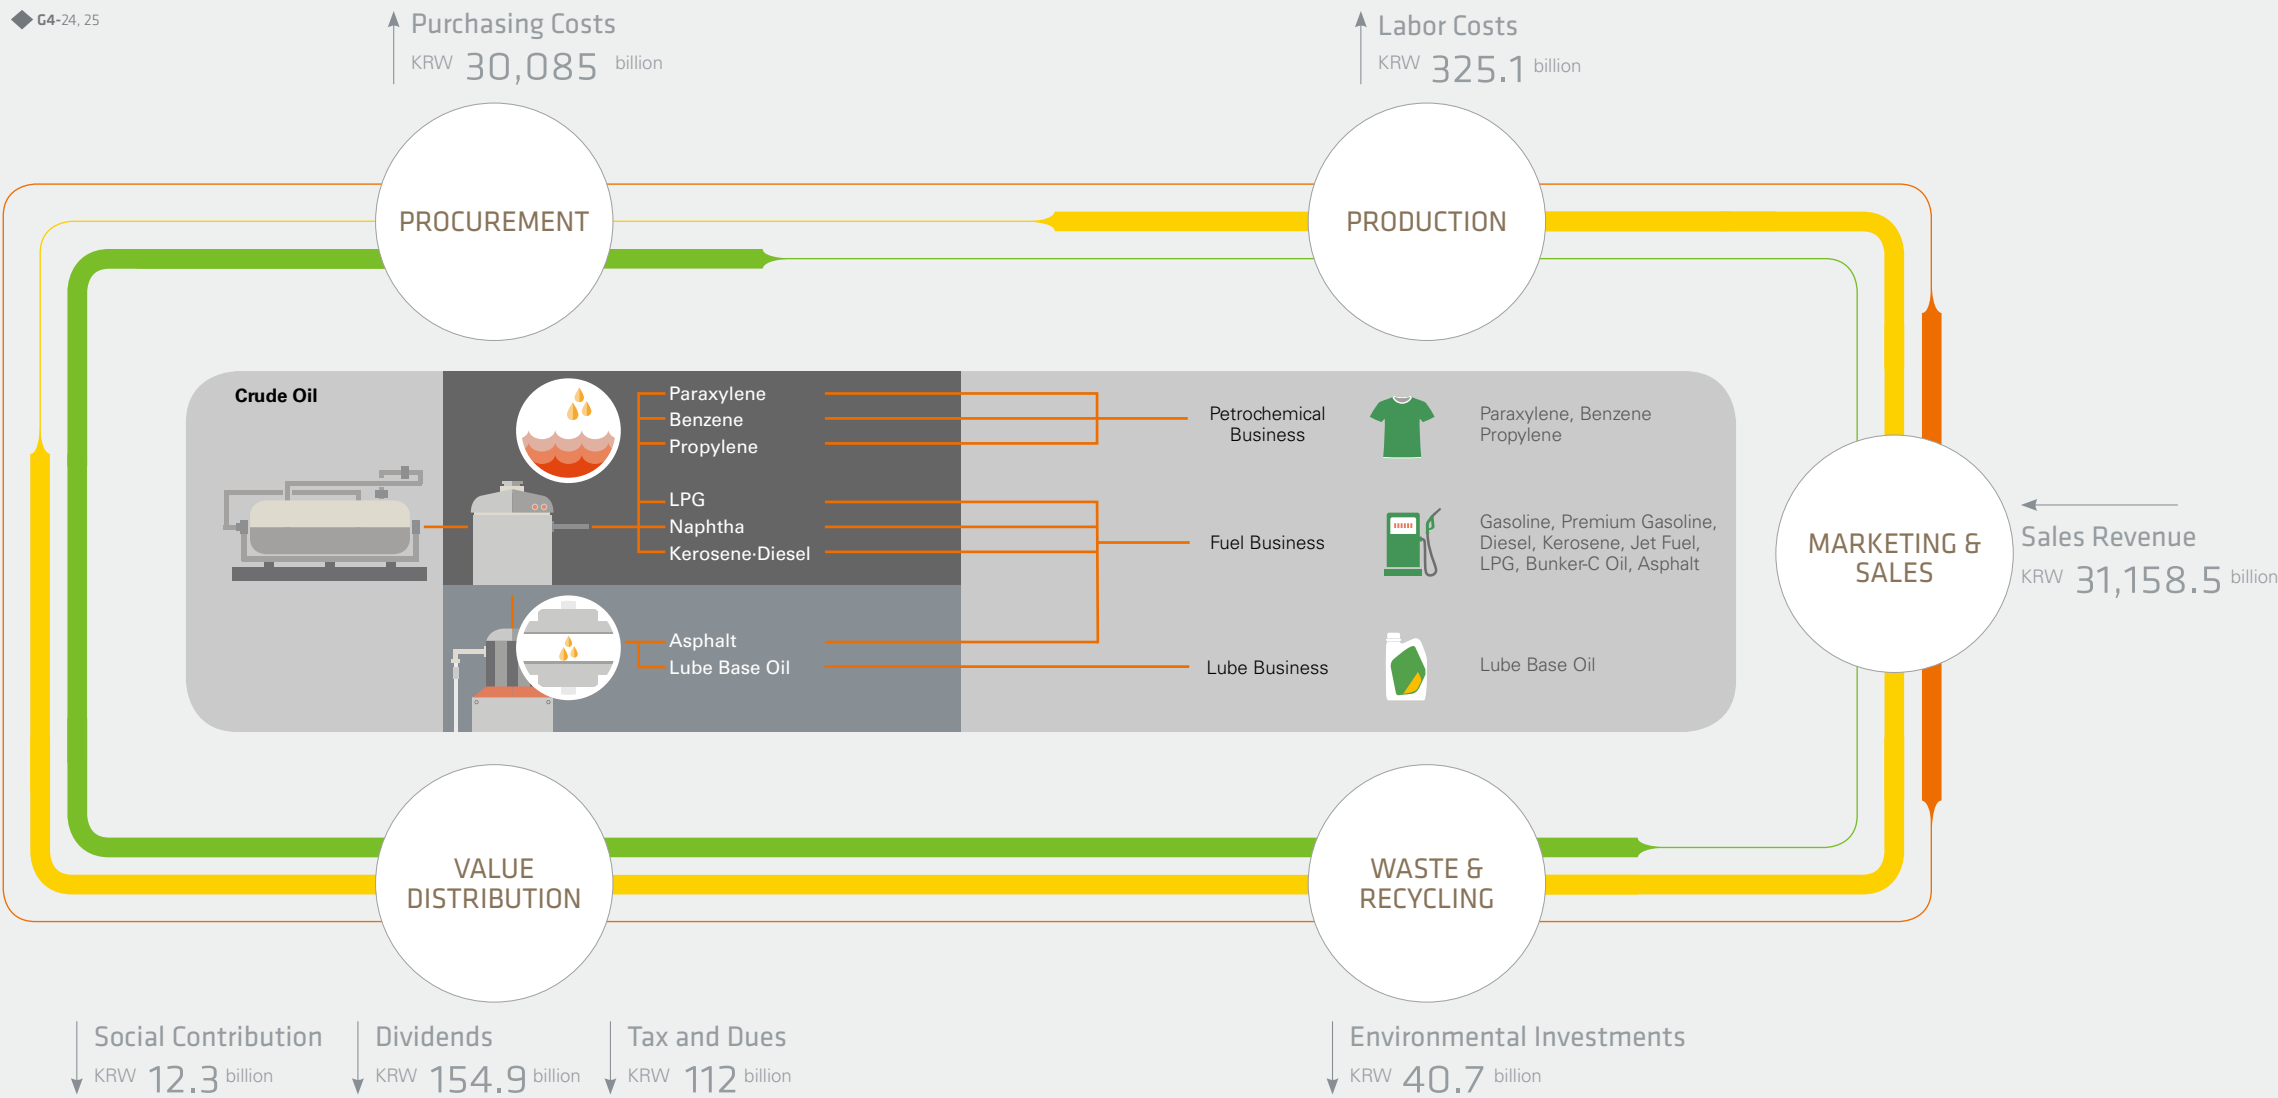 G4-24, 25
Purchasing Costs
KRW 30,085 billion
Labor Costs
KRW 325.1 billion
PROCUREMENT
PRODUCTION
Crude Oil
Paraxylene
Benzene
Propylene
LPG
Naphtha
Kerosene·Diesel
Asphalt
Lube Base Oil
Petrochemical
Business
Paraxylene, Benzene
Propylene
Fuel Business
Gasoline, Premium Gasoline,
Diesel, Kerosene, Jet Fuel,
LPG, Bunker-C Oil, Asphalt
Lube Business
Lube Base Oil
MARKETING &
SALES
Sales Revenue
KRW 31,158.5 billion
VALUE
DISTRIBUTION
WASTE &
RECYCLING
Social Contribution
KRW 12.3 billion
Dividends
KRW 154.9 billion
Tax and Dues
KRW 112 billion
Environmental Investments
KRW 40.7 billion